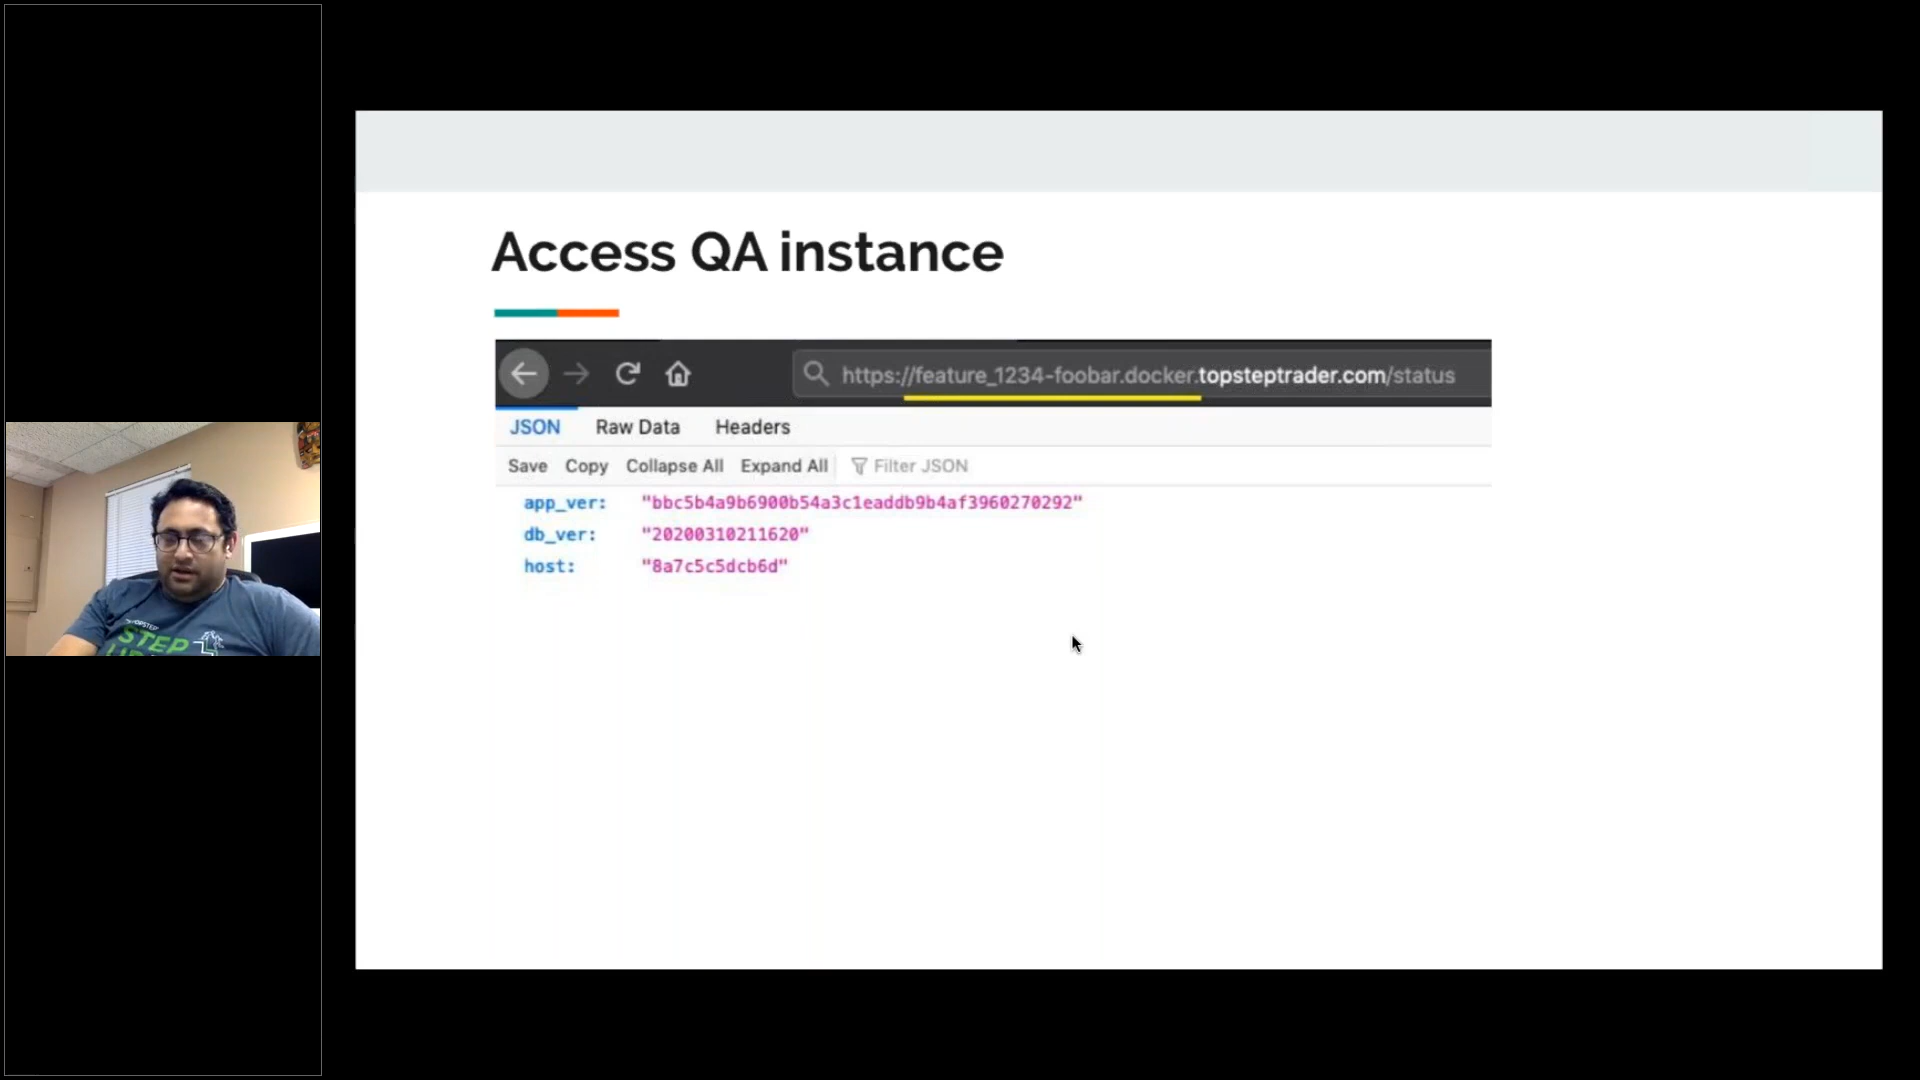 Access QA instance
https://feature_1234-foobar.docker.topsteptrader.com/status
JSON Raw Data Headers
Save Copy Collapse All Expand All Filter JSON
app_ver: "bbc5b4a9b6900b54a3c1eaddb9b4af3960270292"
db_ver: "20200310211620"
host: "8a7c5c5dcb6d"
STEP